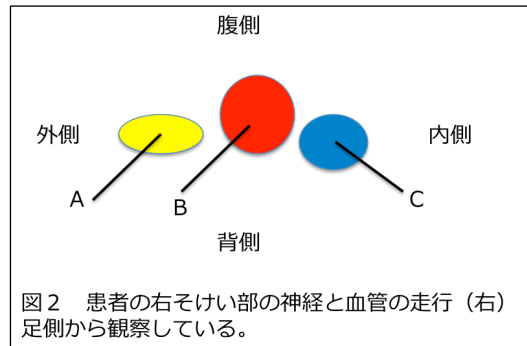 腹側
外側
内側
A
B
C
背側
図２　患者の右そけい部の神経と血管の走行（右）
足側から観察している。